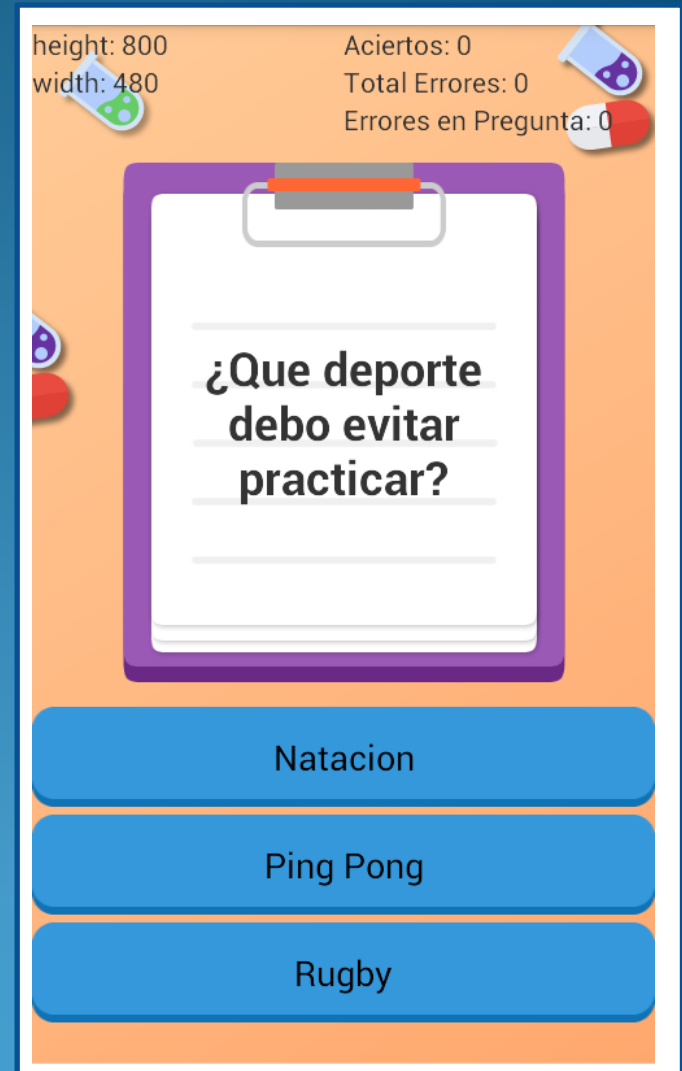 height: 800
width: 480
Aciertos: 0
Total Errores: 0
Errores en Pregunta: 0
¿Que deporte
debo evitar
practicar?
Natacion
Ping Pong
Rugby